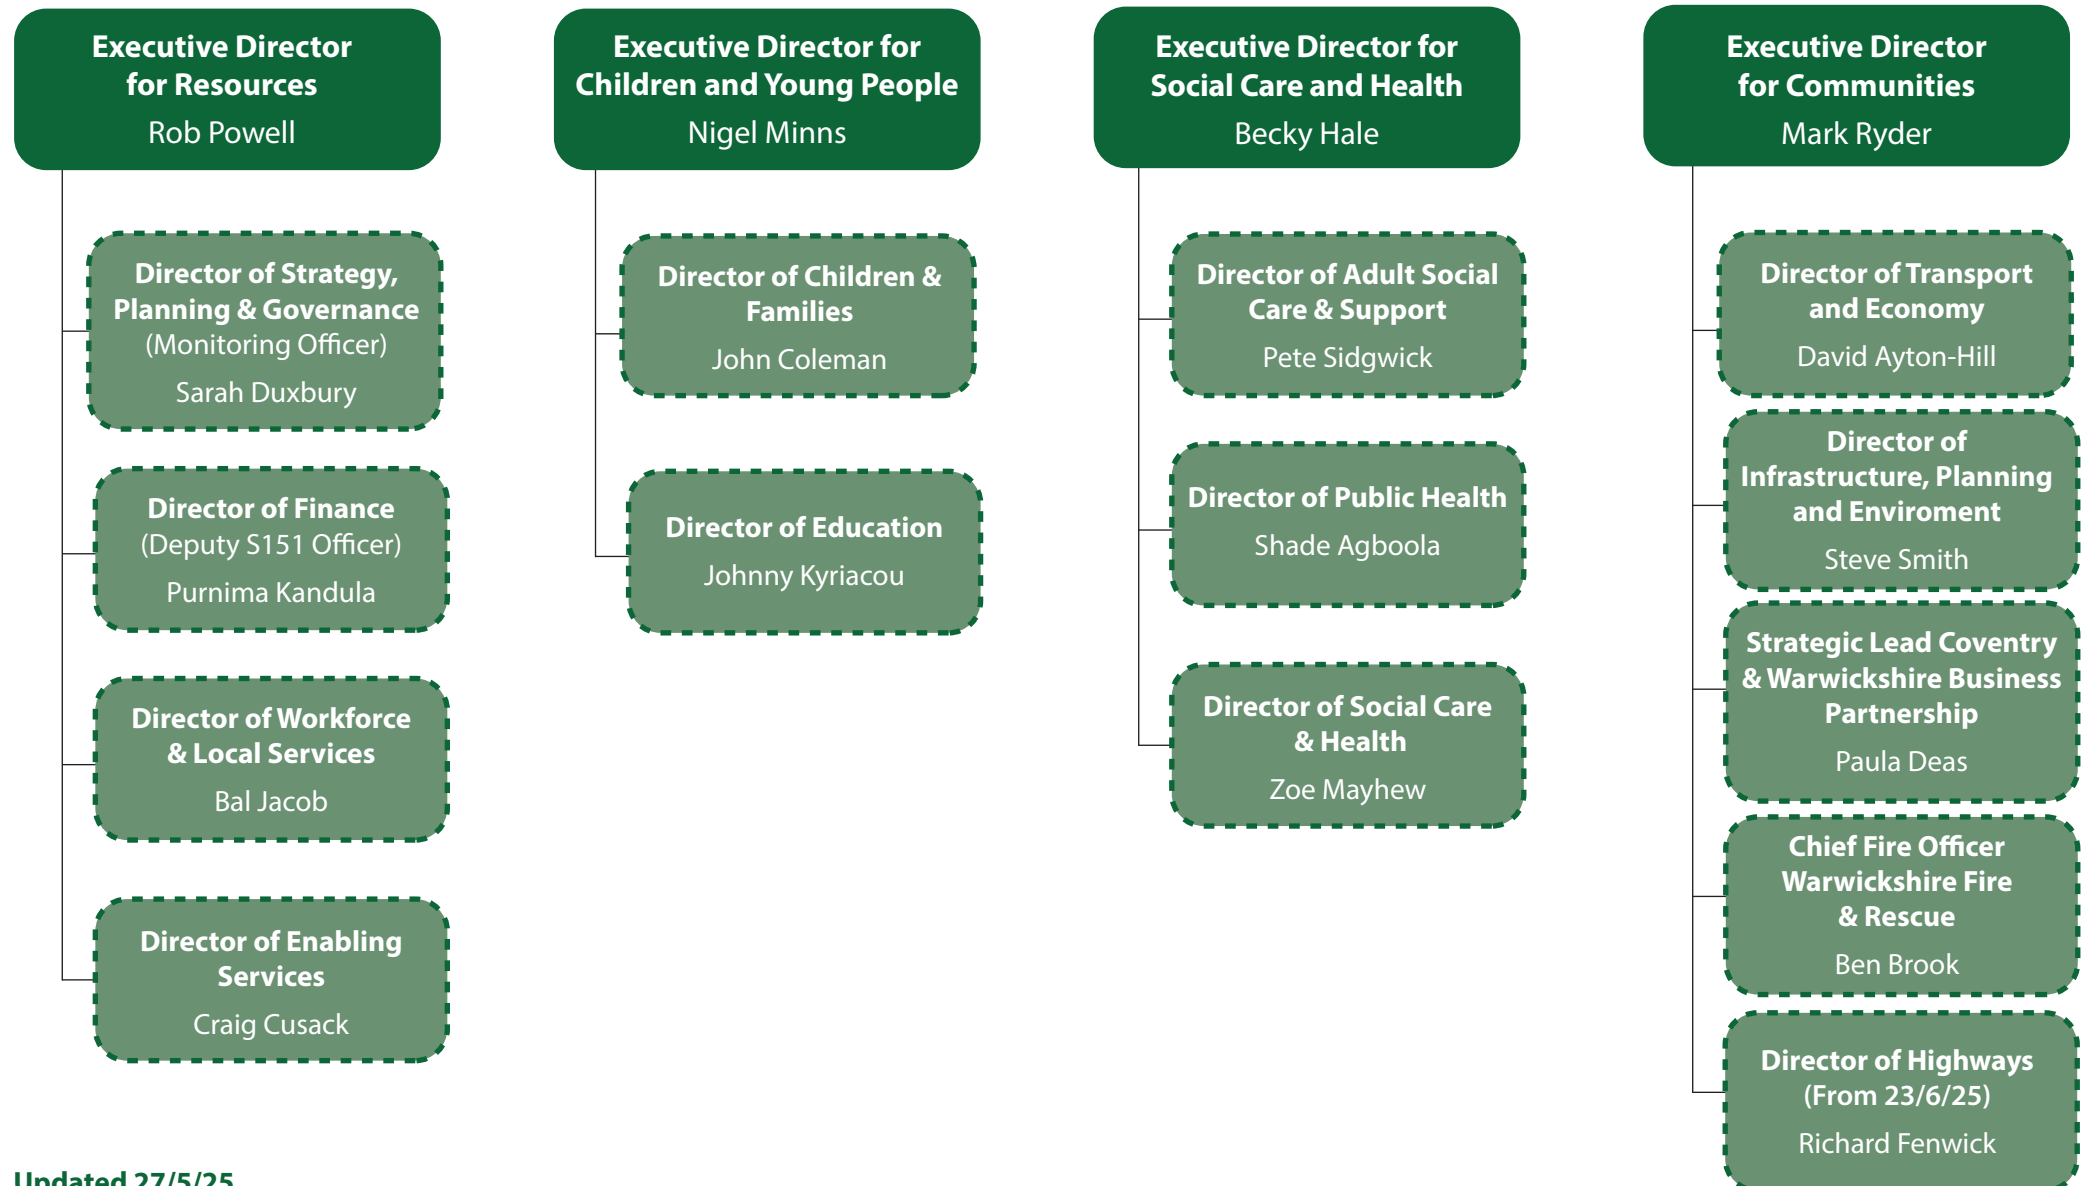 Executive Director
for Resources
Rob Powell
Director of Strategy,
Planning & Governance
(Monitoring Officer)
Sarah Duxbury
Director of Finance
(Deputy S151 Officer)
Purnima Kandula
Director of Workforce
& Local Services
Bal Jacob
Director of Enabling
Services
Craig Cusack
Executive Director for
Children and Young People
Nigel Minns
Director of Children &
Families
John Coleman
Director of Education
Johnny Kyriacou
Executive Director for
Social Care and Health
Becky Hale
Director of Adult Social
Care & Support
Pete Sidgwick
Director of Public Health
Shade Agboola
Director of Social Care
& Health
Zoe Mayhew
Executive Director
for Communities
Mark Ryder
Director of Transport
and Economy
David Ayton-Hill
Director of
Infrastructure, Planning
and Enviroment
Steve Smith
Strategic Lead Coventry
& Warwickshire Business
Partnership
Paula Deas
Chief Fire Officer
Warwickshire Fire
& Rescue
Ben Brook
Director of Highways
(From 23/6/25)
Richard Fenwick
Updated 27/5/25